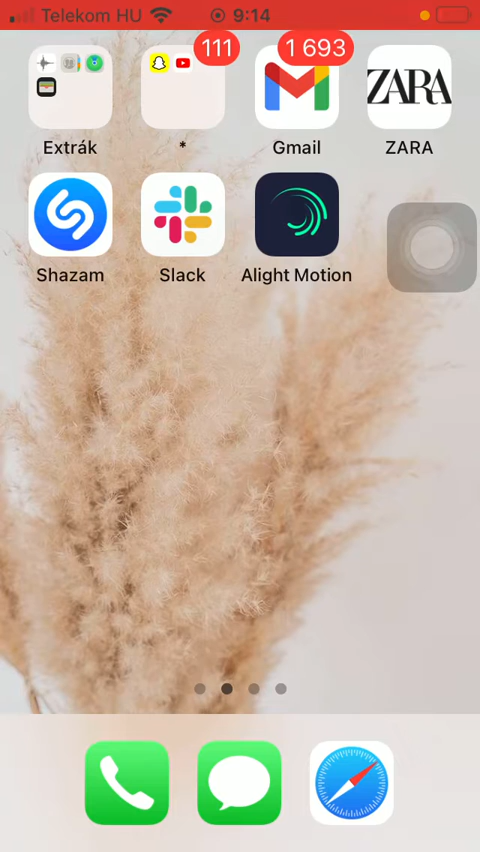 Telekom HU 9:14
111
1 693
ZARA
Extrák * Gmail ZARA
Shazam Slack Alight Motion